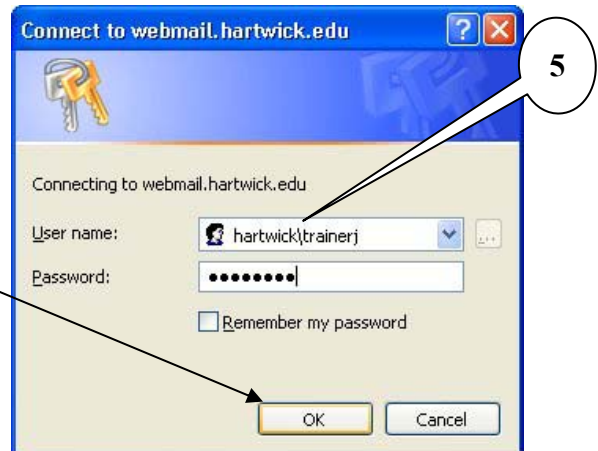 Connect to webmail.hartwick.edu
5
Connecting to webmail.hartwick.edu
User name: hartwick\trainerj ...
Password: ••••••••
Remember my password
OK Cancel